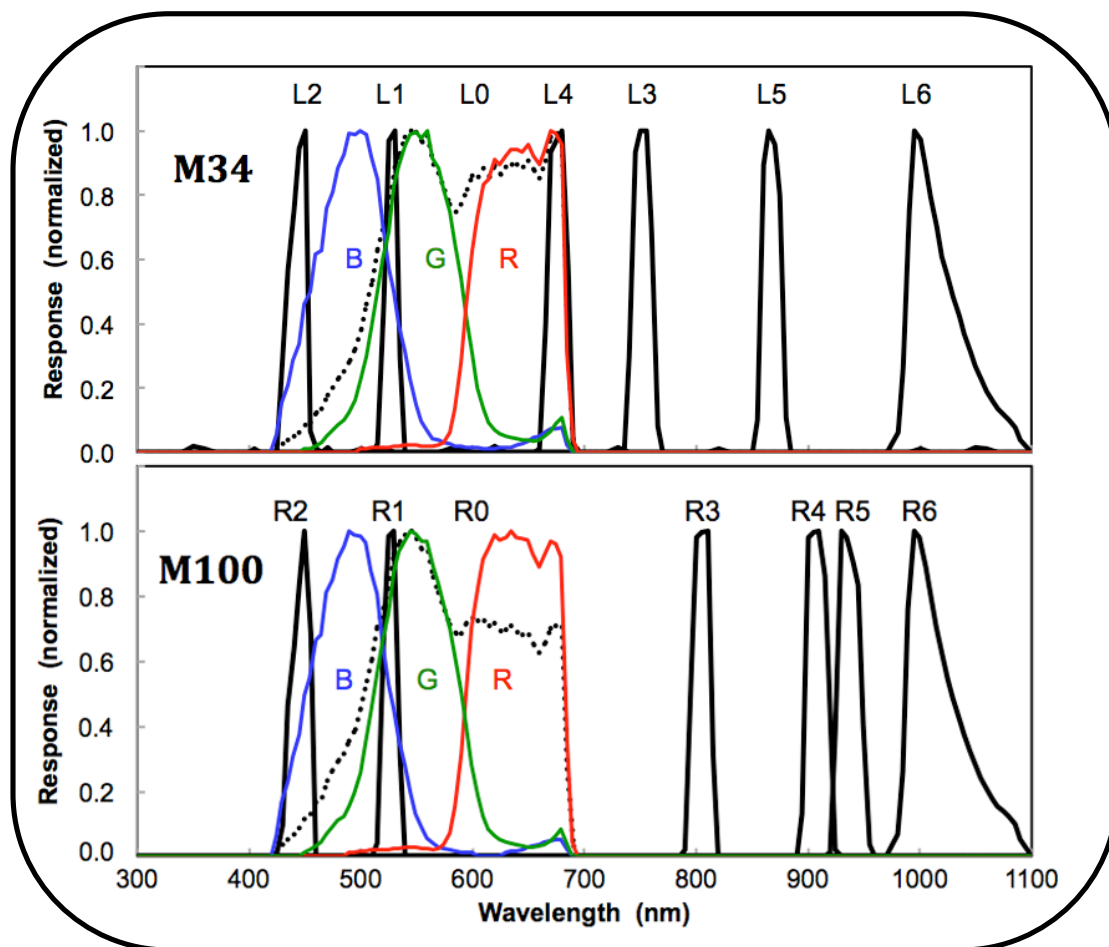 L2 L1 L0 L4 L3 L5 L6
1.0
M34
0.8
0.6
B G R
0.4
0.2
0.0
Response (normalized)
R2 R1 R0 R3 R4 R5 R6
1.0
M100
0.8
0.6
B G R
0.4
0.2
0.0
Response (normalized)
300 400 500 600 700 800 900 1000 1100
Wavelength (nm)